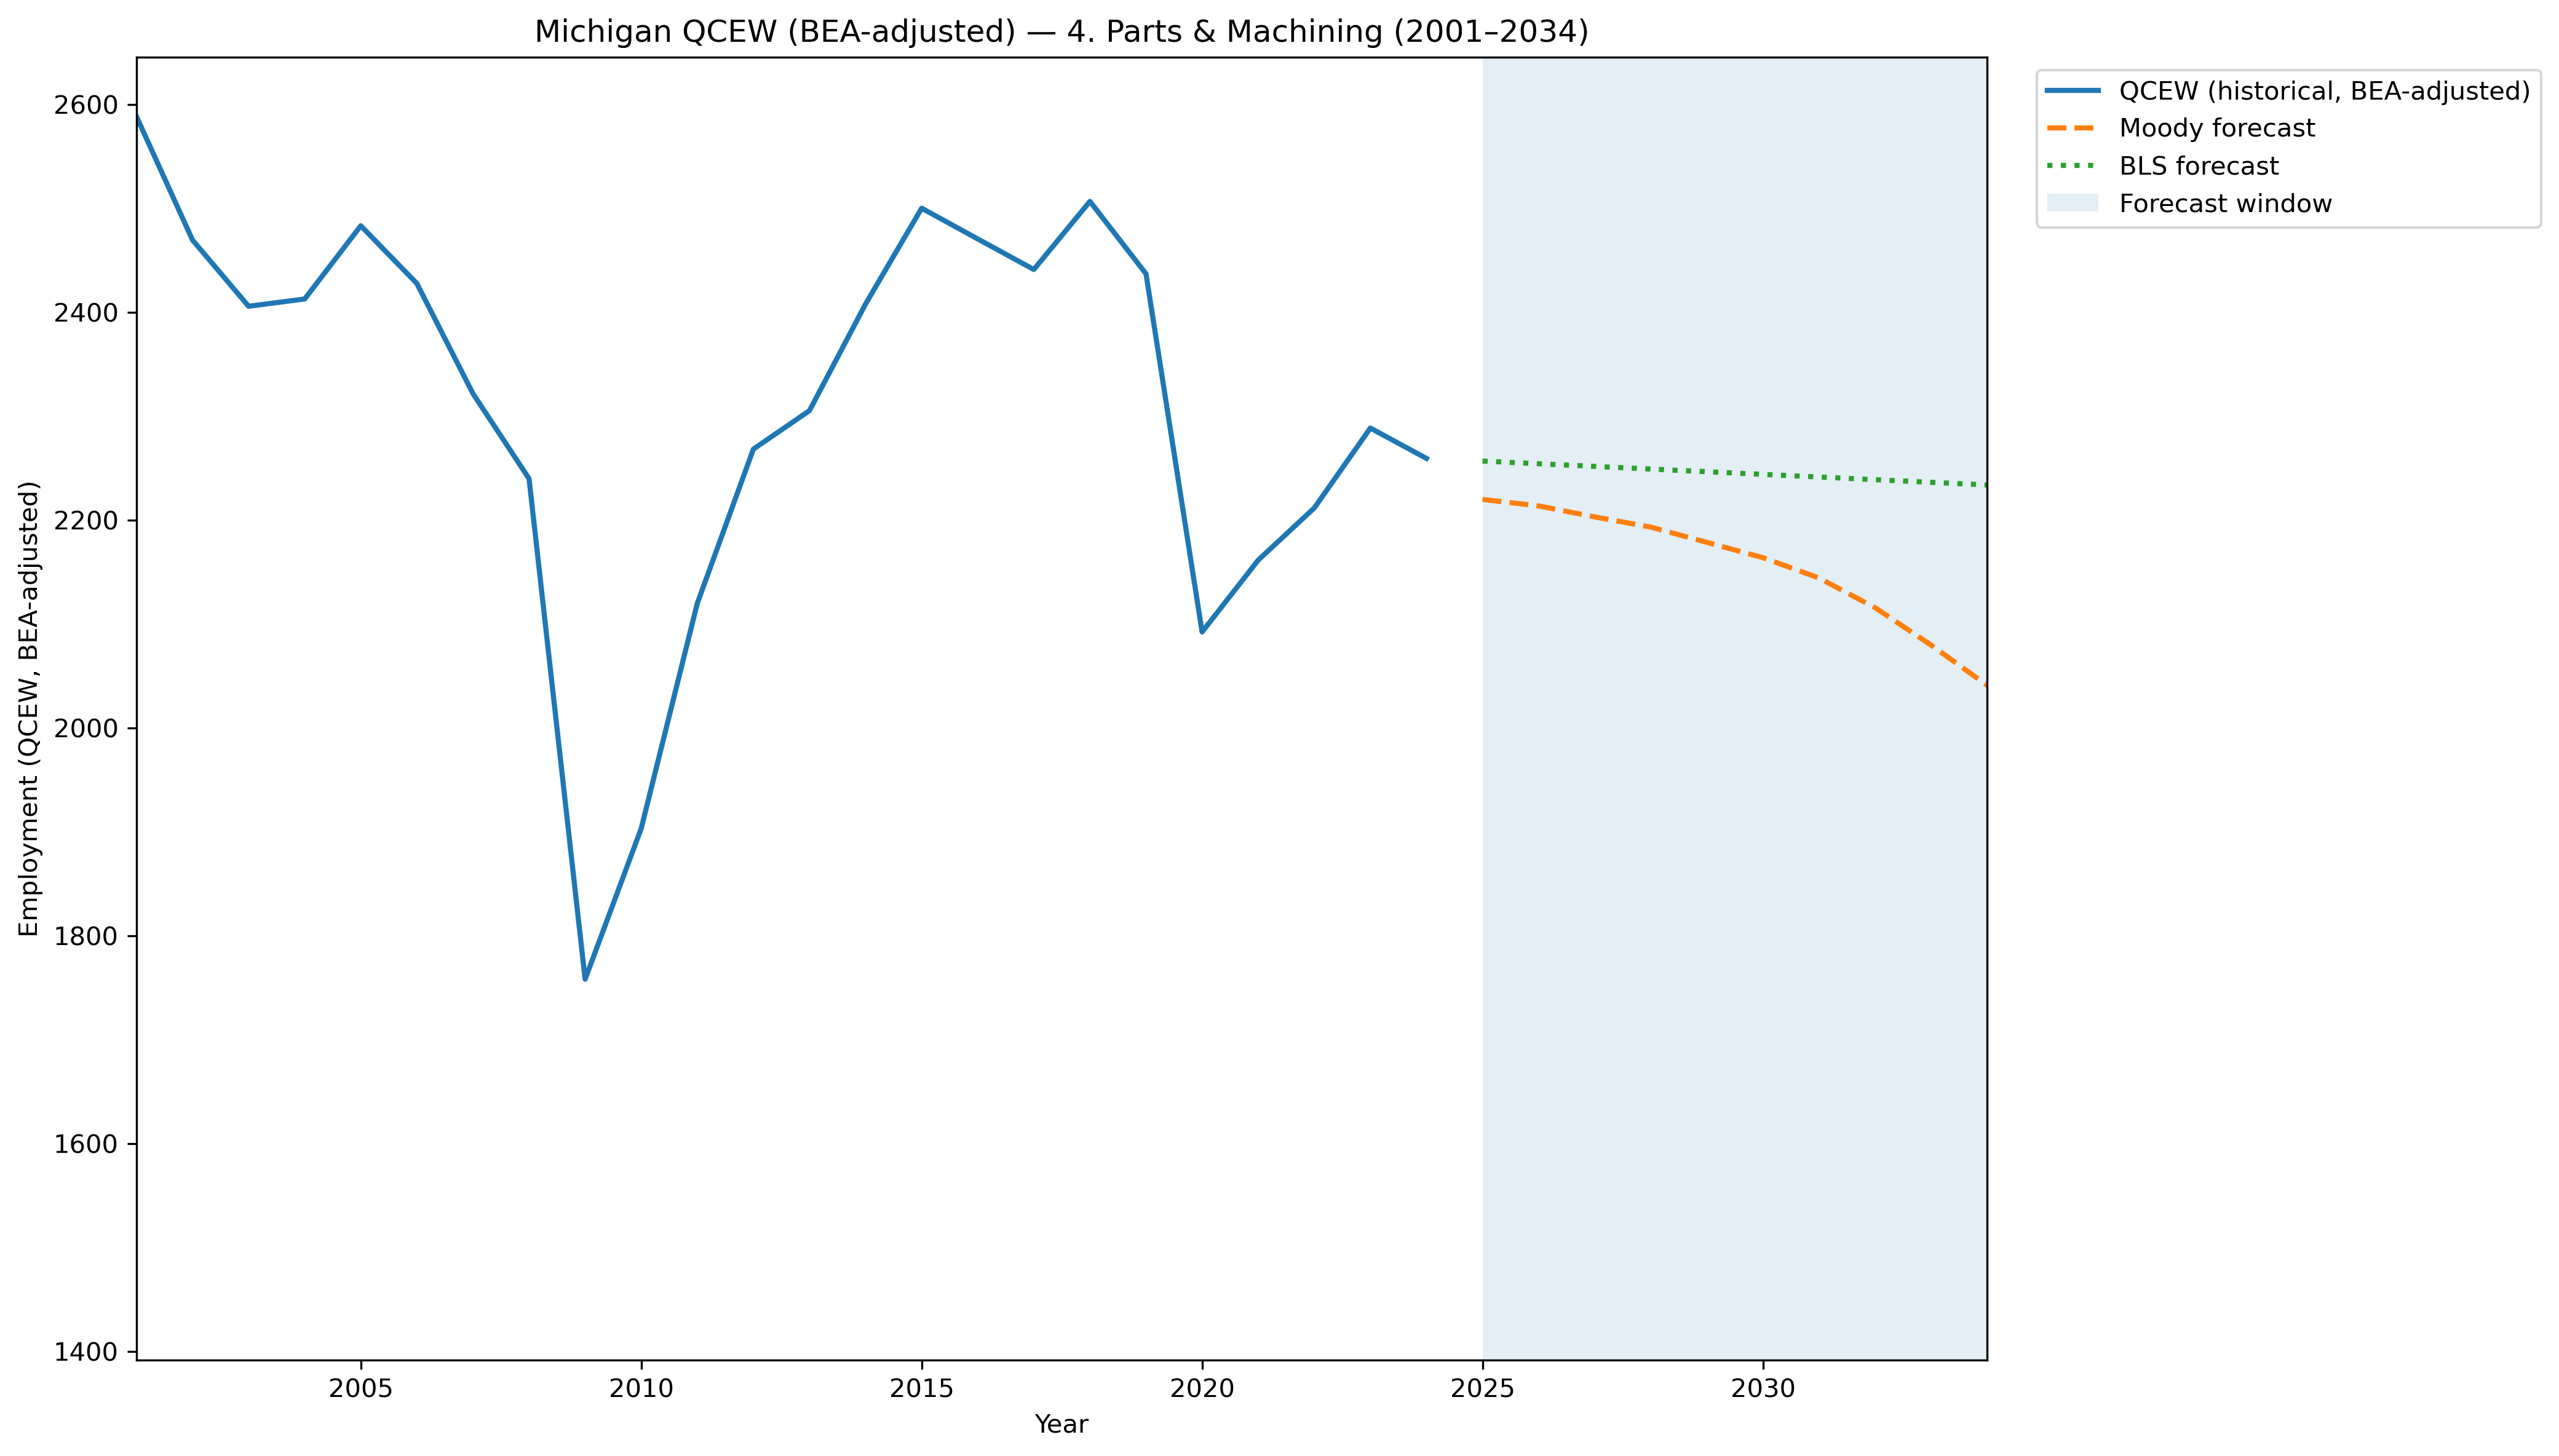 Michigan QCEW (BEA-adjusted) — 4. Parts & Machining (2001–2034)
QCEW (historical, BEA-adjusted)
Moody forecast
BLS forecast
Forecast window
Employment (QCEW, BEA-adjusted)
2600
2400
2200
2000
1800
1600
1400
2005 2010 2015 2020 2025 2030
Year